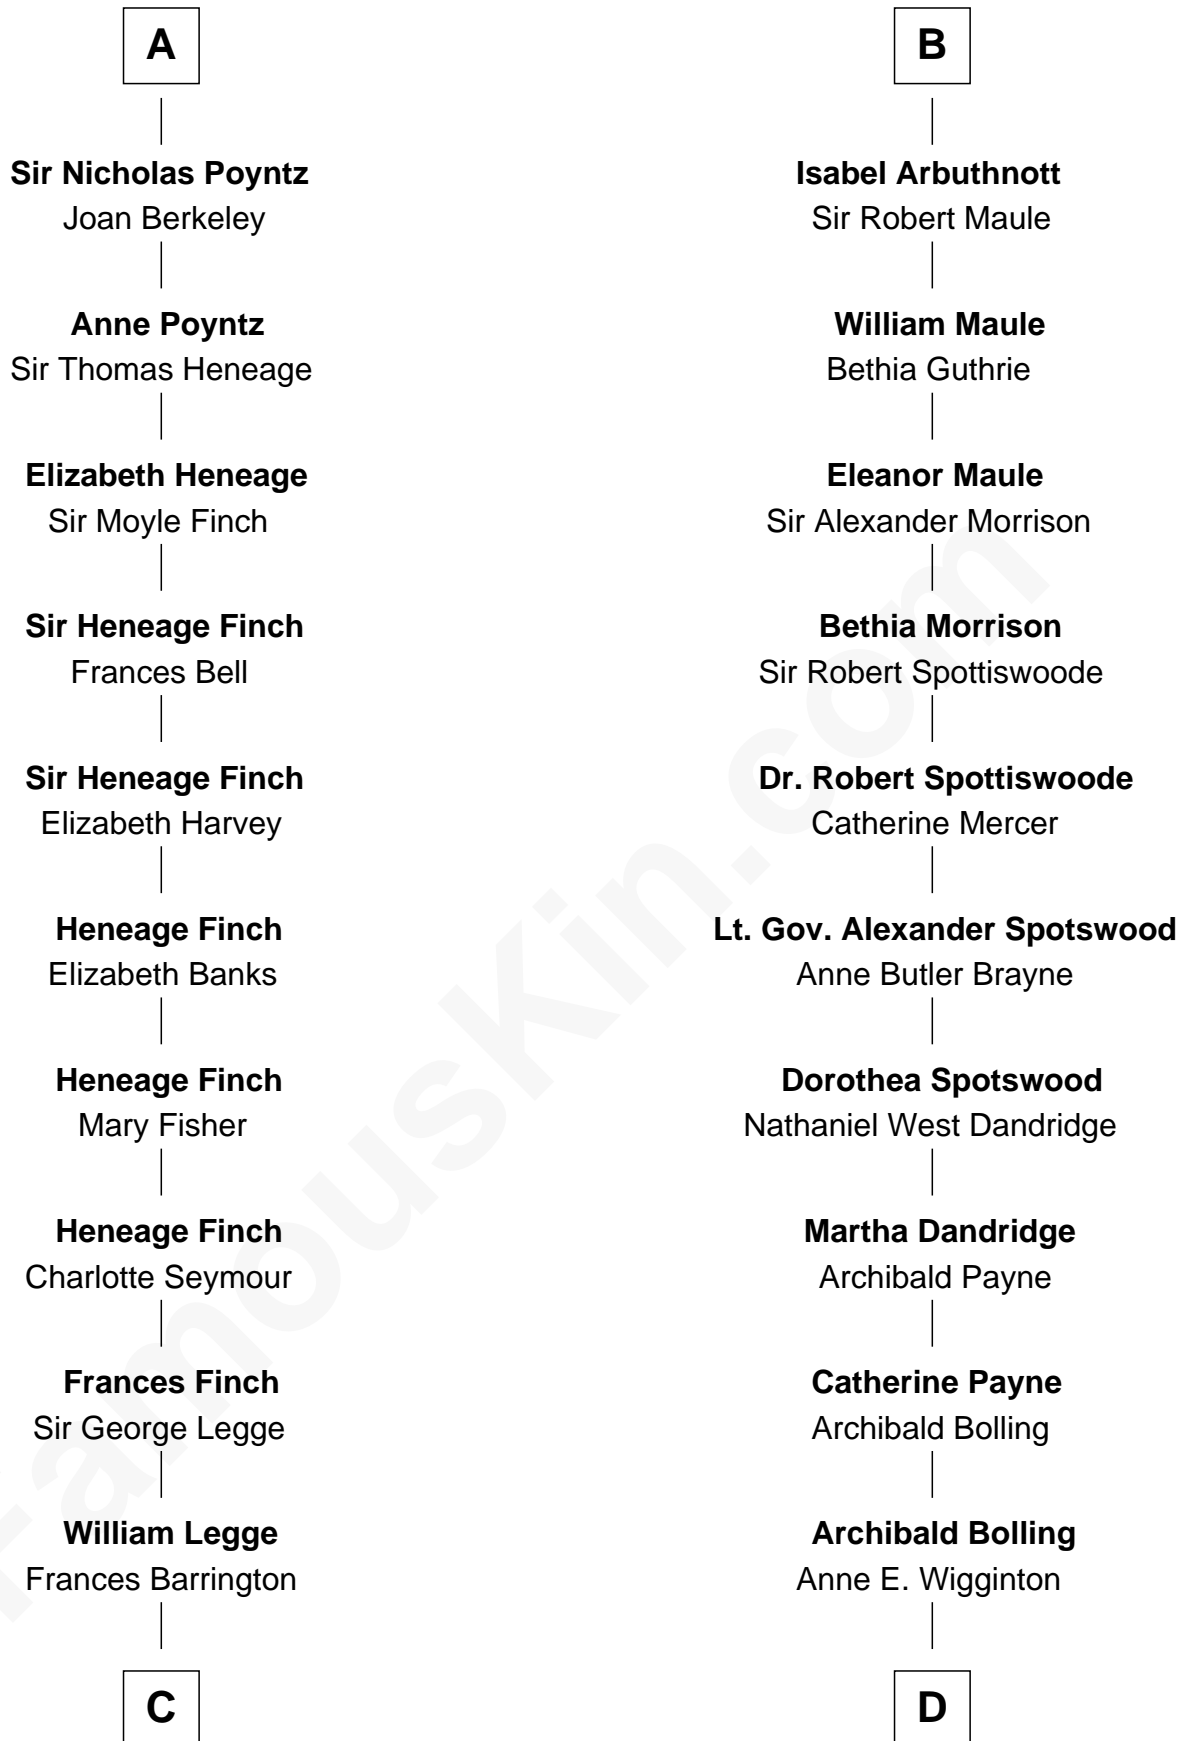 A
Sir Nicholas Poyntz
Joan Berkeley
Anne Poyntz
Sir Thomas Heneage
Elizabeth Heneage
Sir Moyle Finch
Sir Heneage Finch
Frances Bell
Sir Heneage Finch
Elizabeth Harvey
Heneage Finch
Elizabeth Banks
Heneage Finch
Mary Fisher
Heneage Finch
Charlotte Seymour
Frances Finch
Sir George Legge
William Legge
Frances Barrington
C
B
Isabel Arbuthnott
Sir Robert Maule
William Maule
Bethia Guthrie
Eleanor Maule
Sir Alexander Morrison
Bethia Morrison
Sir Robert Spottiswoode
Dr. Robert Spottiswoode
Catherine Mercer
Lt. Gov. Alexander Spotswood
Anne Butler Brayne
Dorothea Spotswood
Nathaniel West Dandridge
Martha Dandridge
Archibald Payne
Catherine Payne
Archibald Bolling
Archibald Bolling
Anne E. Wigginton
D
FamousKin.com